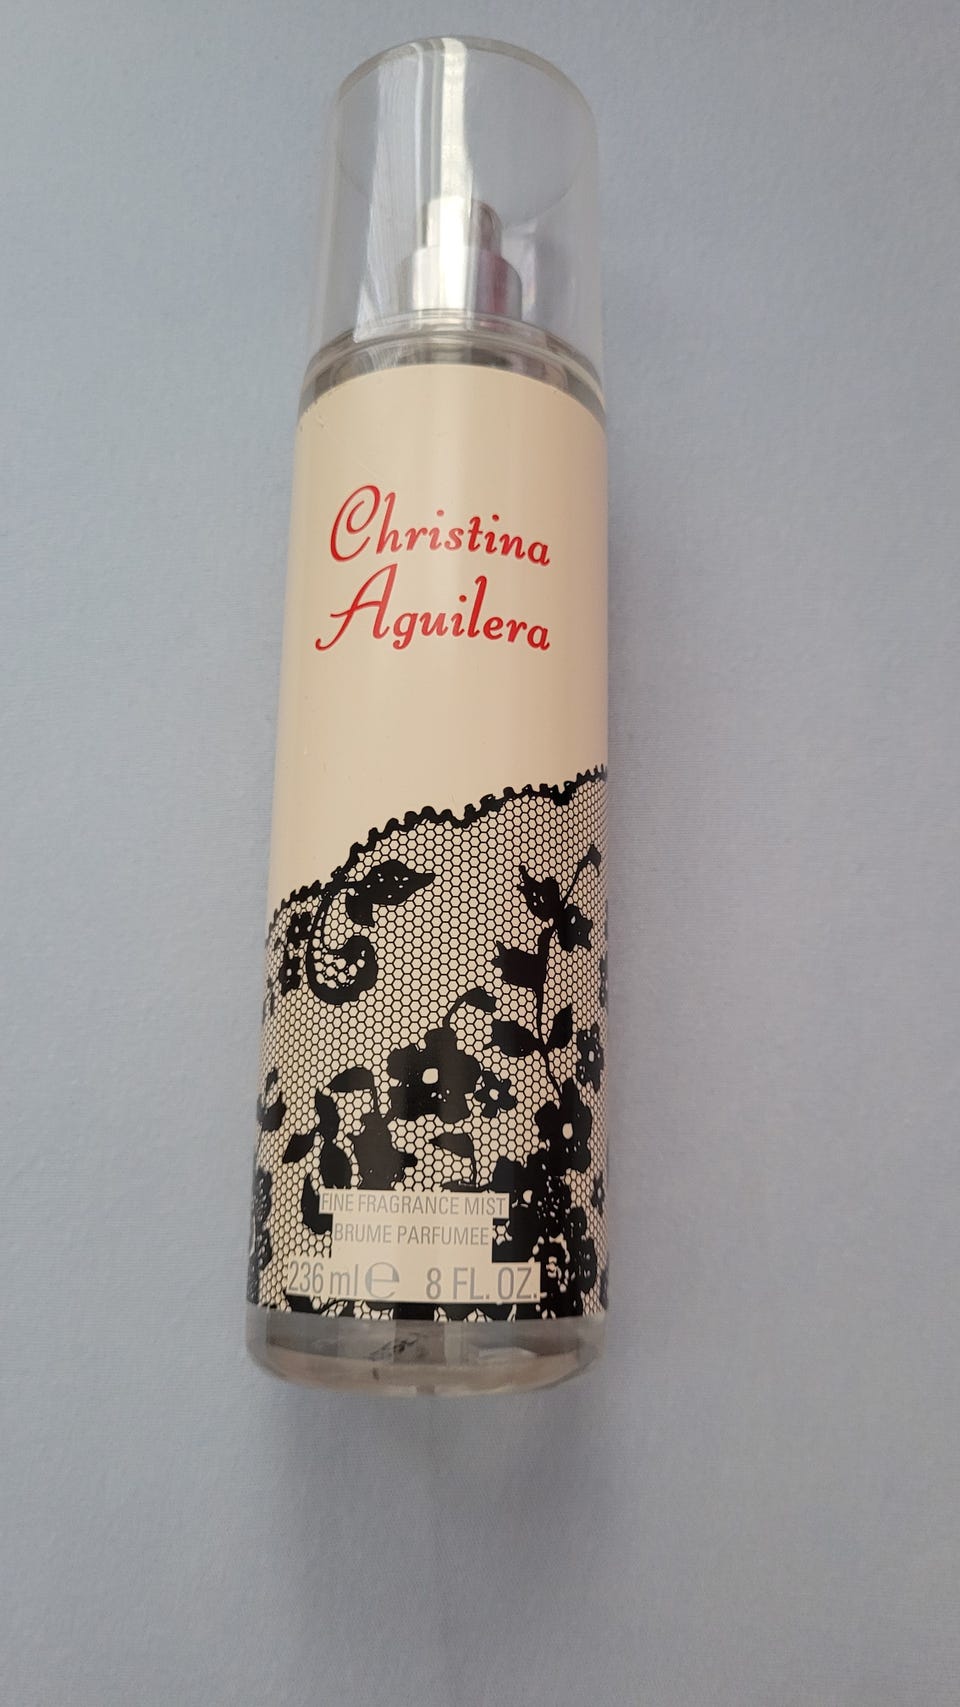 Christina
Aguilera
FINE FRAGRANCE MIST
BRUME PARFUMEE
236 ml ℮ 8 FL. OZ.